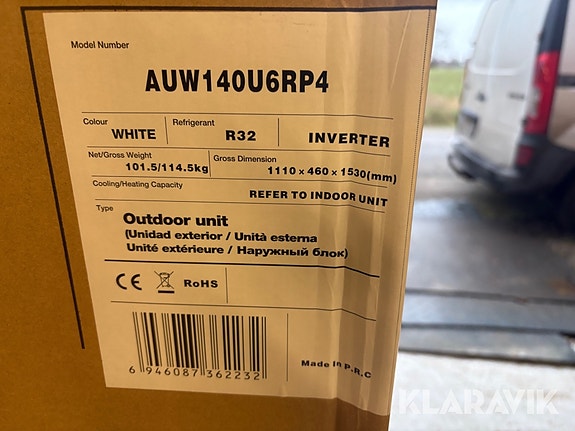 Model Number
AUW140U6RP4
Colour WHITE Refrigerant R32 INVERTER
Net/Gross Weight 101.5/114.5kg Gross Dimension 1110 × 460 × 1530(mm)
Cooling/Heating Capacity REFER TO INDOOR UNIT
Type Outdoor unit
(Unidad exterior / Unità esterna
Unité extérieure / Наружный блок)
CE RoHS
6 946087 362232
Made in P.R.C
KLARAVIK